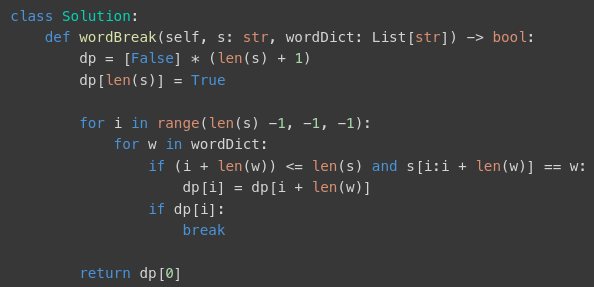 class Solution:
    def wordBreak(self, s: str, wordDict: List[str]) -> bool:
        dp = [False] * (len(s) + 1)
        dp[len(s)] = True

        for i in range(len(s) -1, -1, -1):
            for w in wordDict:
                if (i + len(w)) <= len(s) and s[i:i + len(w)] == w:
                    dp[i] = dp[i + len(w)]
                if dp[i]:
                    break

        return dp[0]